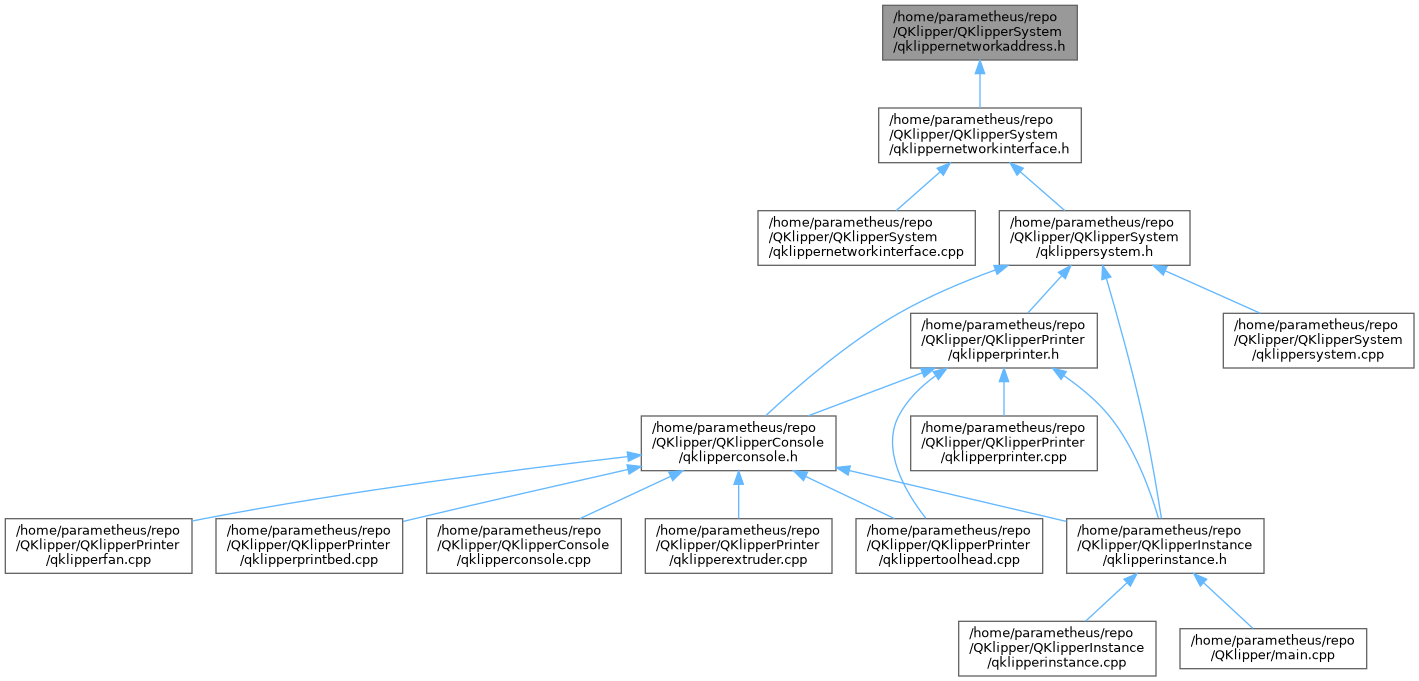 /home/parametheus/repo
/QKlipper/QKlipperSystem
/qklippernetworkaddress.h
/home/parametheus/repo
/QKlipper/QKlipperSystem
/qklippernetworkinterface.h
/home/parametheus/repo
/QKlipper/QKlipperSystem
/qklippernetworkinterface.cpp
/home/parametheus/repo
/QKlipper/QKlipperSystem
/qklippersystem.h
/home/parametheus/repo
/QKlipper/QKlipperPrinter
/qklipperprinter.h
/home/parametheus/repo
/QKlipper/QKlipperSystem
/qklippersystem.cpp
/home/parametheus/repo
/QKlipper/QKlipperConsole
/qklipperconsole.h
/home/parametheus/repo
/QKlipper/QKlipperPrinter
/qklipperprinter.cpp
/home/parametheus/repo
/QKlipper/QKlipperPrinter
/qklipperfan.cpp
/home/parametheus/repo
/QKlipper/QKlipperPrinter
/qklipperprintbed.cpp
/home/parametheus/repo
/QKlipper/QKlipperConsole
/qklipperconsole.cpp
/home/parametheus/repo
/QKlipper/QKlipperPrinter
/qklipperextruder.cpp
/home/parametheus/repo
/QKlipper/QKlipperPrinter
/qklippertoolhead.cpp
/home/parametheus/repo
/QKlipper/QKlipperInstance
/qklipperinstance.h
/home/parametheus/repo
/QKlipper/QKlipperInstance
/qklipperinstance.cpp
/home/parametheus/repo
/QKlipper/main.cpp